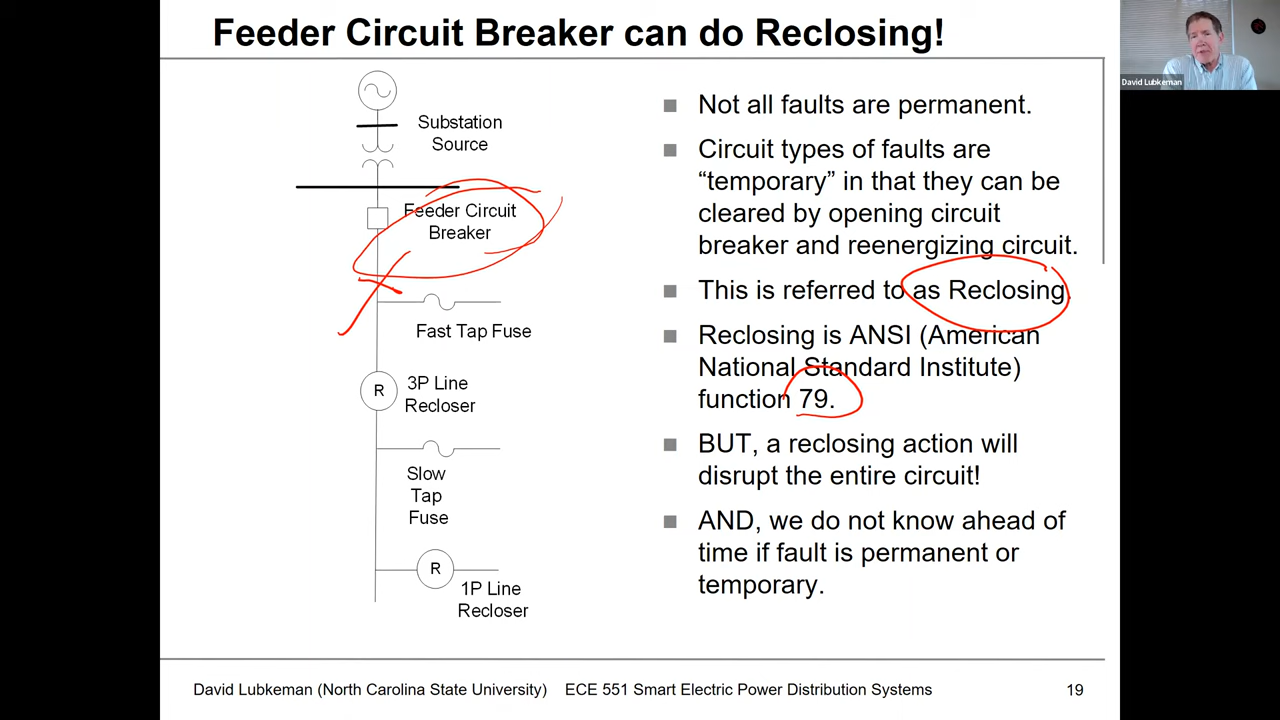 Feeder Circuit Breaker can do Reclosing!
David Lubkeman
Substation
Source
Feeder Circuit
Breaker
Fast Tap Fuse
R
3P Line
Recloser
Slow
Tap
Fuse
R
1P Line
Recloser
Not all faults are permanent.
Circuit types of faults are
“temporary” in that they can be
cleared by opening circuit
breaker and reenergizing circuit.
This is referred to as Reclosing.
Reclosing is ANSI (American
National Standard Institute)
function 79.
BUT, a reclosing action will
disrupt the entire circuit!
AND, we do not know ahead of
time if fault is permanent or
temporary.
David Lubkeman (North Carolina State University) ECE 551 Smart Electric Power Distribution Systems 19